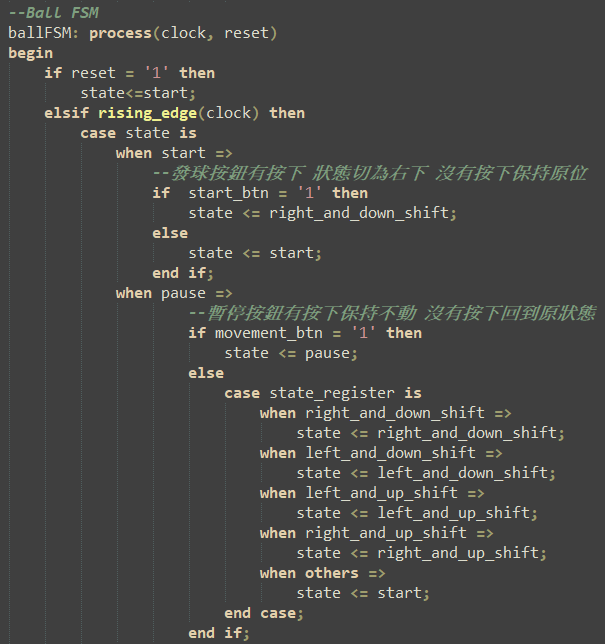 --Ball FSM
ballFSM: process(clock, reset)
begin
if reset = '1' then
state<=start;
elsif rising_edge(clock) then
case state is
when start =>
--發球按鈕有按下 狀態切為右下 沒有按下保持原位
if  start_btn = '1' then
state <= right_and_down_shift;
else
state <= start;
end if;
when pause =>
--暫停按鈕有按下保持不動 沒有按下回到原狀態
if movement_btn = '1' then
state <= pause;
else
case state_register is
when right_and_down_shift =>
state <= right_and_down_shift;
when left_and_down_shift =>
state <= left_and_down_shift;
when left_and_up_shift =>
state <= left_and_up_shift;
when right_and_up_shift =>
state <= right_and_up_shift;
when others =>
state <= start;
end case;
end if;